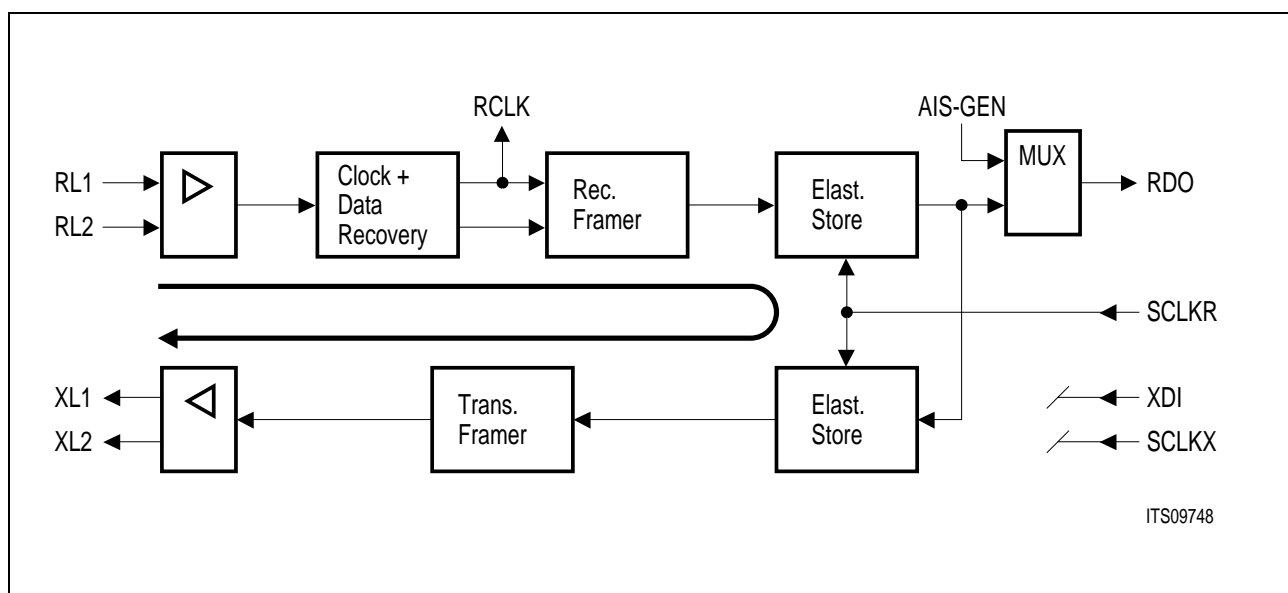 RCLK
AIS-GEN
RL1
RL2
Clock +
Data
Recovery
Rec.
Framer
Elast.
Store
MUX
RDO
SCLKR
XL1
XL2
Trans.
Framer
Elast.
Store
XDI
SCLKX
ITS09748